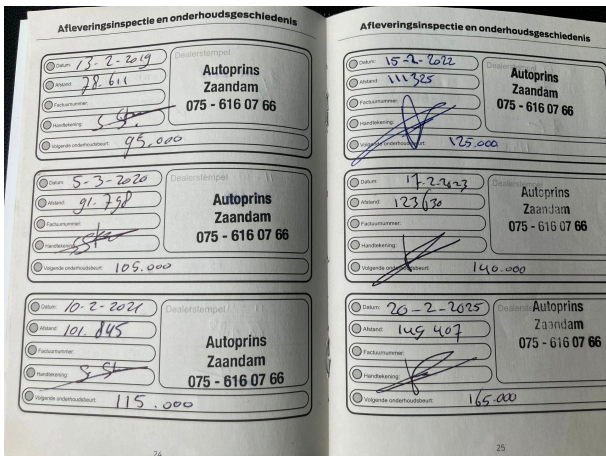 Afleveringsinspectie en onderhoudsgeschiedenis
Datum: 13-2-2019
Dealerstempel
Afstand: 78.611
Autoprins
Zaandam
075 - 616 07 66
Factuurnummer:
Handtekening:
Volgende onderhoudsbeurt: 95.000
Datum: 5-3-2020
Dealerstempel
Afstand: 91.798
Autoprins
Zaandam
075 - 616 07 66
Factuurnummer:
Handtekening:
Volgende onderhoudsbeurt: 105.000
Datum: 10-2-2021
Dealerstempel
Afstand: 101.845
Autoprins
Zaandam
075 - 616 07 66
Factuurnummer:
Handtekening:
Volgende onderhoudsbeurt: 115.000
24
Afleveringsinspectie en onderhoudsgeschiedenis
Datum: 15-2-2022
Dealerstempel
Afstand: 111325
Autoprins
Zaandam
075 - 616 07 66
Factuurnummer:
Handtekening:
Volgende onderhoudsbeurt: 125.000
Datum: 17-2-2023
Dealerstempel
Afstand: 123630
Autoprins
Zaandam
075 - 616 07 66
Factuurnummer:
Handtekening:
Volgende onderhoudsbeurt: 140.000
Datum: 20-2-2025
Autoprins
Afstand: 149407
Zaandam
075 - 616 07 66
Factuurnummer:
Handtekening:
Volgende onderhoudsbeurt: 165.000
25